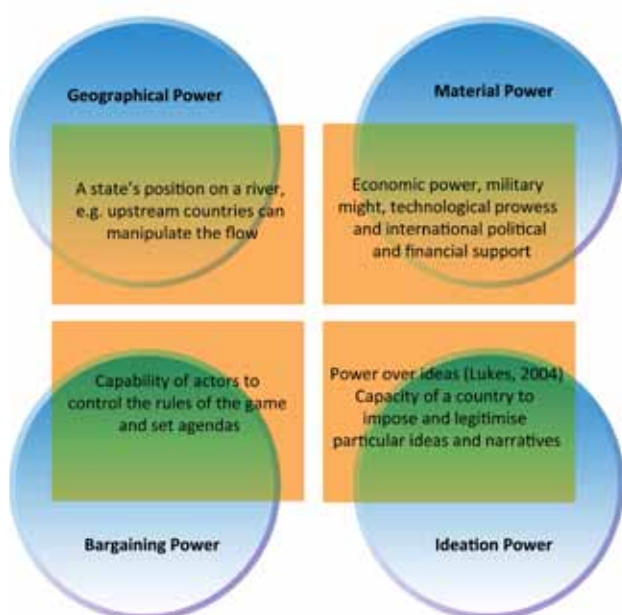 Geographical Power
A state's position on a river,
e.g. upstream countries can
manipulate the flow
Material Power
Economic power, military
might, technological prowess
and international political
and financial support
Capability of actors to
control the rules of the game
and set agendas
Bargaining Power
Power over ideas (Lukes, 2004)
Capacity of a country to
impose and legitimise
particular ideas and narratives
Ideation Power